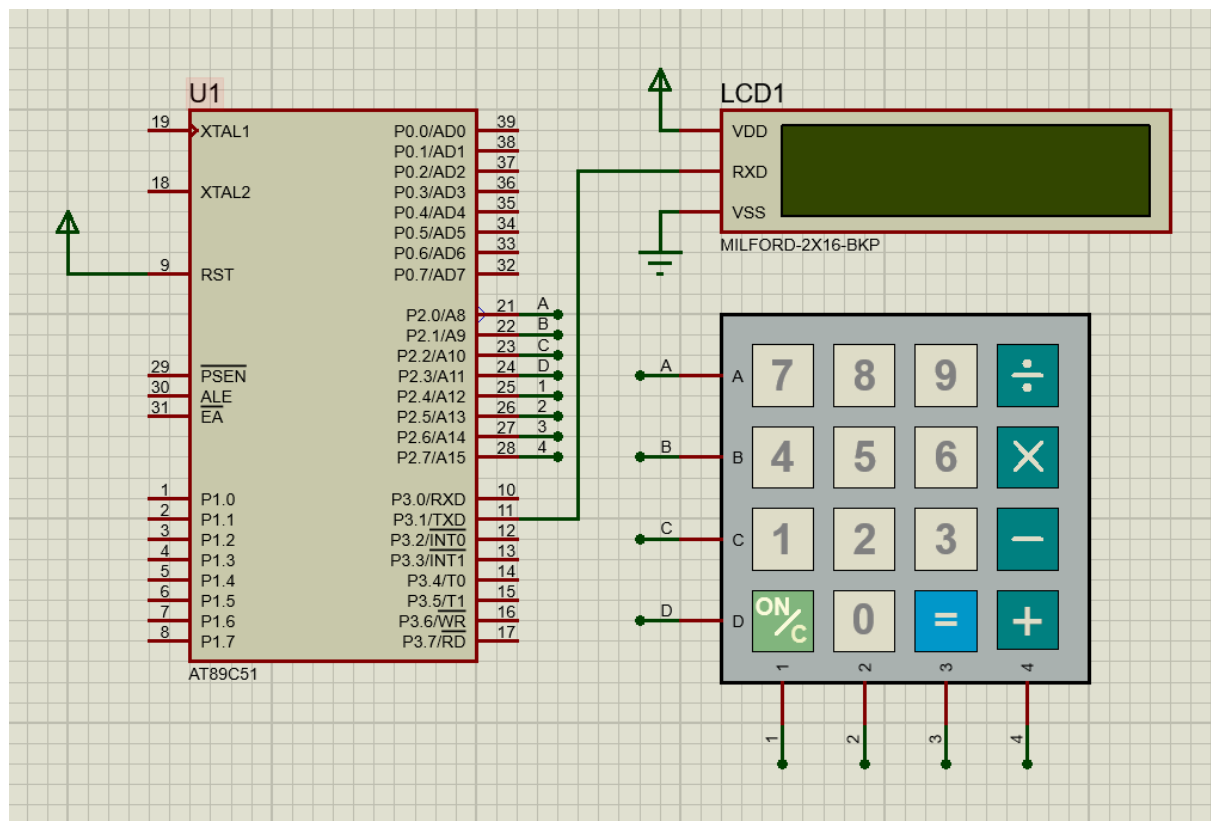 U1
19
XTAL1
18
XTAL2
9
RST
29
PSEN
30
ALE
31
EA
1
P1.0
2
P1.1
3
P1.2
4
P1.3
5
P1.4
6
P1.5
7
P1.6
8
P1.7
P0.0/AD0
39
P0.1/AD1
38
P0.2/AD2
37
P0.3/AD3
36
P0.4/AD4
35
P0.5/AD5
34
P0.6/AD6
33
P0.7/AD7
32
P2.0/A8
21
A
P2.1/A9
22
B
P2.2/A10
23
C
P2.3/A11
24
D
P2.4/A12
25
1
P2.5/A13
26
2
P2.6/A14
27
3
P2.7/A15
28
4
P3.0/RXD
10
P3.1/TXD
11
P3.2/INT0
12
P3.3/INT1
13
P3.4/T0
14
P3.5/T1
15
P3.6/WR
16
P3.7/RD
17
AT89C51
LCD1
VDD
RXD
VSS
MILFORD-2X16-BKP
A
A
7
8
9
÷
B
B
4
5
6
×
C
C
1
2
3
−
D
D
ON/C
0
=
+
1
2
3
4
1
2
3
4